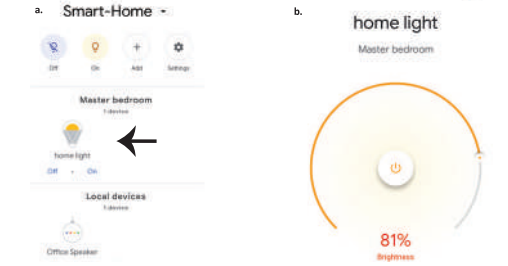 a.
Smart-Home
Off On Add Settings
Master bedroom
1 device
home light
Off • On
Local devices
1 device
Office Speaker
b.
home light
Master bedroom
81%
Brightness